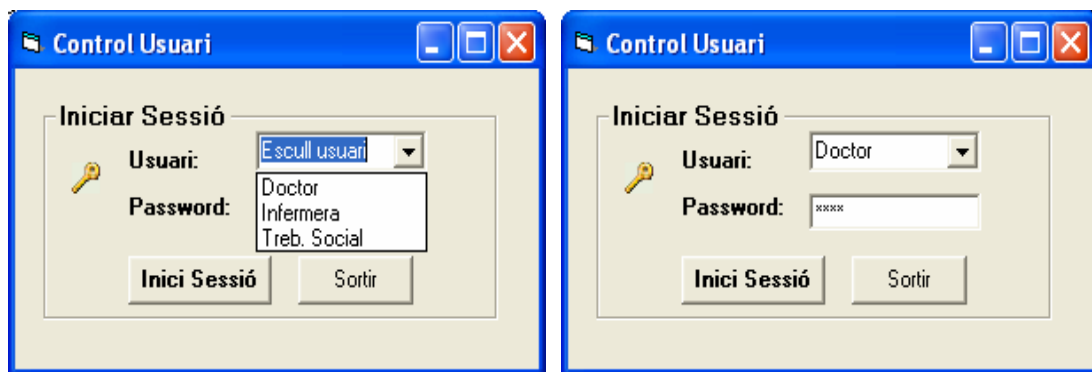 Control Usuari
Iniciar Sessió
Usuari:
Escull usuari
Doctor
Infermera
Treb. Social
Password:
Inici Sessió
Sortir
Control Usuari
Iniciar Sessió
Usuari:
Doctor
Password:
xxxx
Inici Sessió
Sortir